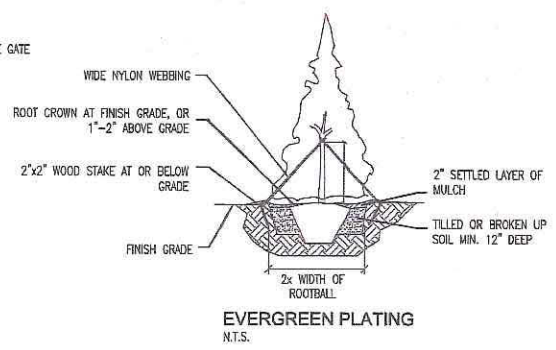 GATE
WIDE NYLON WEBBING
ROOT CROWN AT FINISH GRADE, OR
1"-2" ABOVE GRADE
2"x2" WOOD STAKE AT OR BELOW
GRADE
FINISH GRADE
2" SETTLED LAYER OF
MULCH
TILLED OR BROKEN UP
SOIL MIN. 12" DEEP
2x WIDTH OF
ROOTBALL
EVERGREEN PLATING
N.T.S.